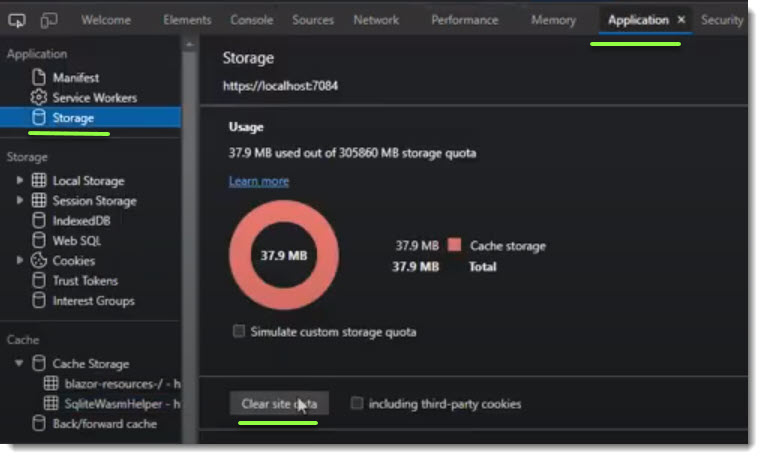 Welcome Elements Console Sources Network Performance Memory Application × Security
Application
Manifest
Service Workers
Storage
Storage
Local Storage
Session Storage
IndexedDB
Web SQL
Cookies
Trust Tokens
Interest Groups
Cache
Cache Storage
blazor-resources-/ - h
SqliteWasmHelper - h
Back/forward cache
Storage
https://localhost:7084
Usage
37.9 MB used out of 305860 MB storage quota
Learn more
37.9 MB
37.9 MB Cache storage
37.9 MB Total
Simulate custom storage quota
Clear site data including third-party cookies